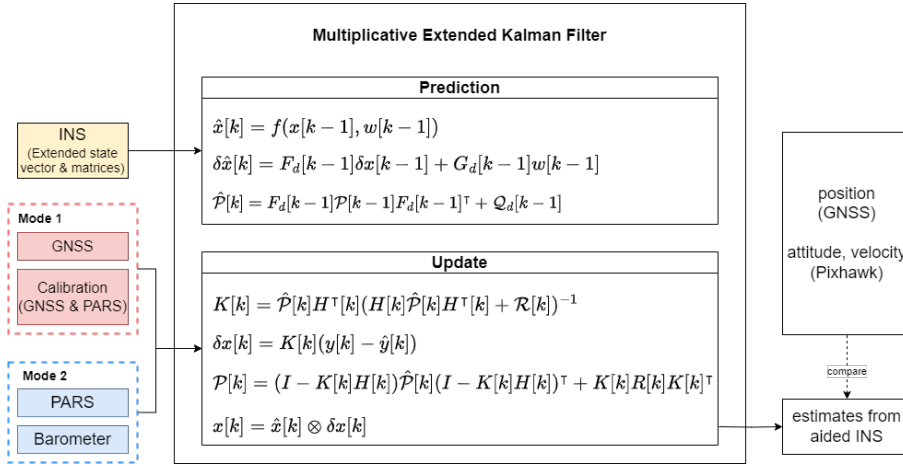 Multiplicative Extended Kalman Filter
Prediction
x̂[k] = f(x[k − 1], w[k − 1])
δx̂[k] = F_d[k − 1]δx[k − 1] + G_d[k − 1]w[k − 1]
𝒫̂[k] = F_d[k − 1]𝒫[k − 1]F_d[k − 1]ᵀ + 𝒬_d[k − 1]
INS
(Extended state
vector & matrices)
Mode 1
GNSS
Calibration
(GNSS & PARS)
Mode 2
PARS
Barometer
Update
K[k] = 𝒫̂[k]Hᵀ[k](H[k]𝒫̂[k]Hᵀ[k] + ℛ[k])⁻¹
δx[k] = K[k](y[k] − ŷ[k])
𝒫[k] = (I − K[k]H[k])𝒫̂[k](I − K[k]H[k])ᵀ + K[k]R[k]K[k]ᵀ
x[k] = x̂[k] ⊗ δx[k]
position
(GNSS)
attitude, velocity
(Pixhawk)
compare
estimates from
aided INS